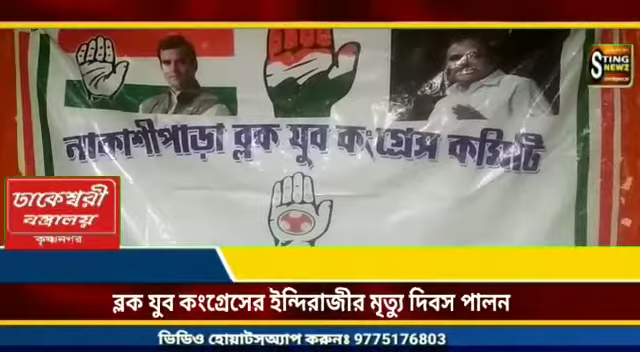 STING
NEWZ
নাকাশীপাড়া ব্লক যুব কংগ্রেস কমিটি
ঢাকেশ্বরী
বস্ত্রালয়
কৃষ্ণনগর
ব্লক যুব কংগ্রেসের ইন্দিরাজীর মৃত্যু দিবস পালন
ভিডিও হোয়াটসঅ্যাপ করুনঃ 9775176803